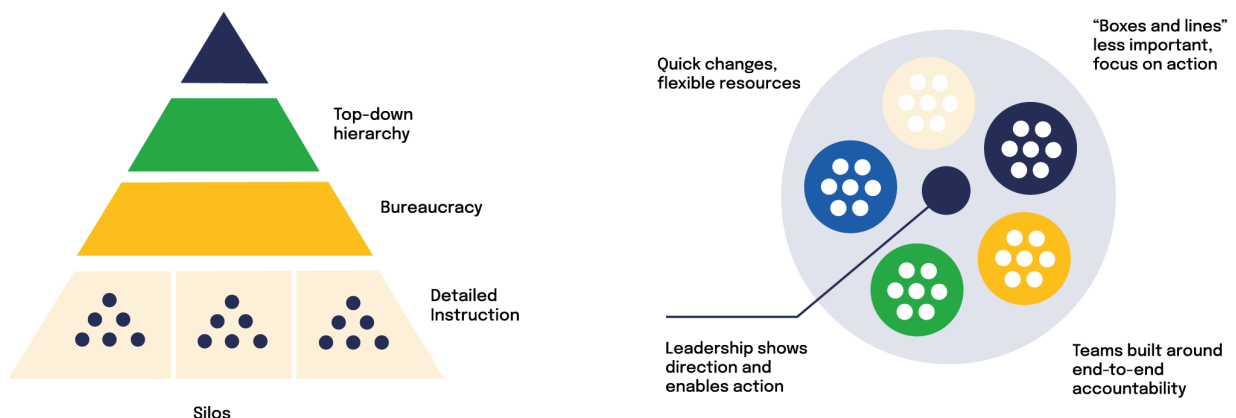 Top-down
hierarchy
Bureaucracy
Detailed
Instruction
Silos
Quick changes,
flexible resources
“Boxes and lines”
less important,
focus on action
Leadership shows
direction and
enables action
Teams built around
end-to-end
accountability